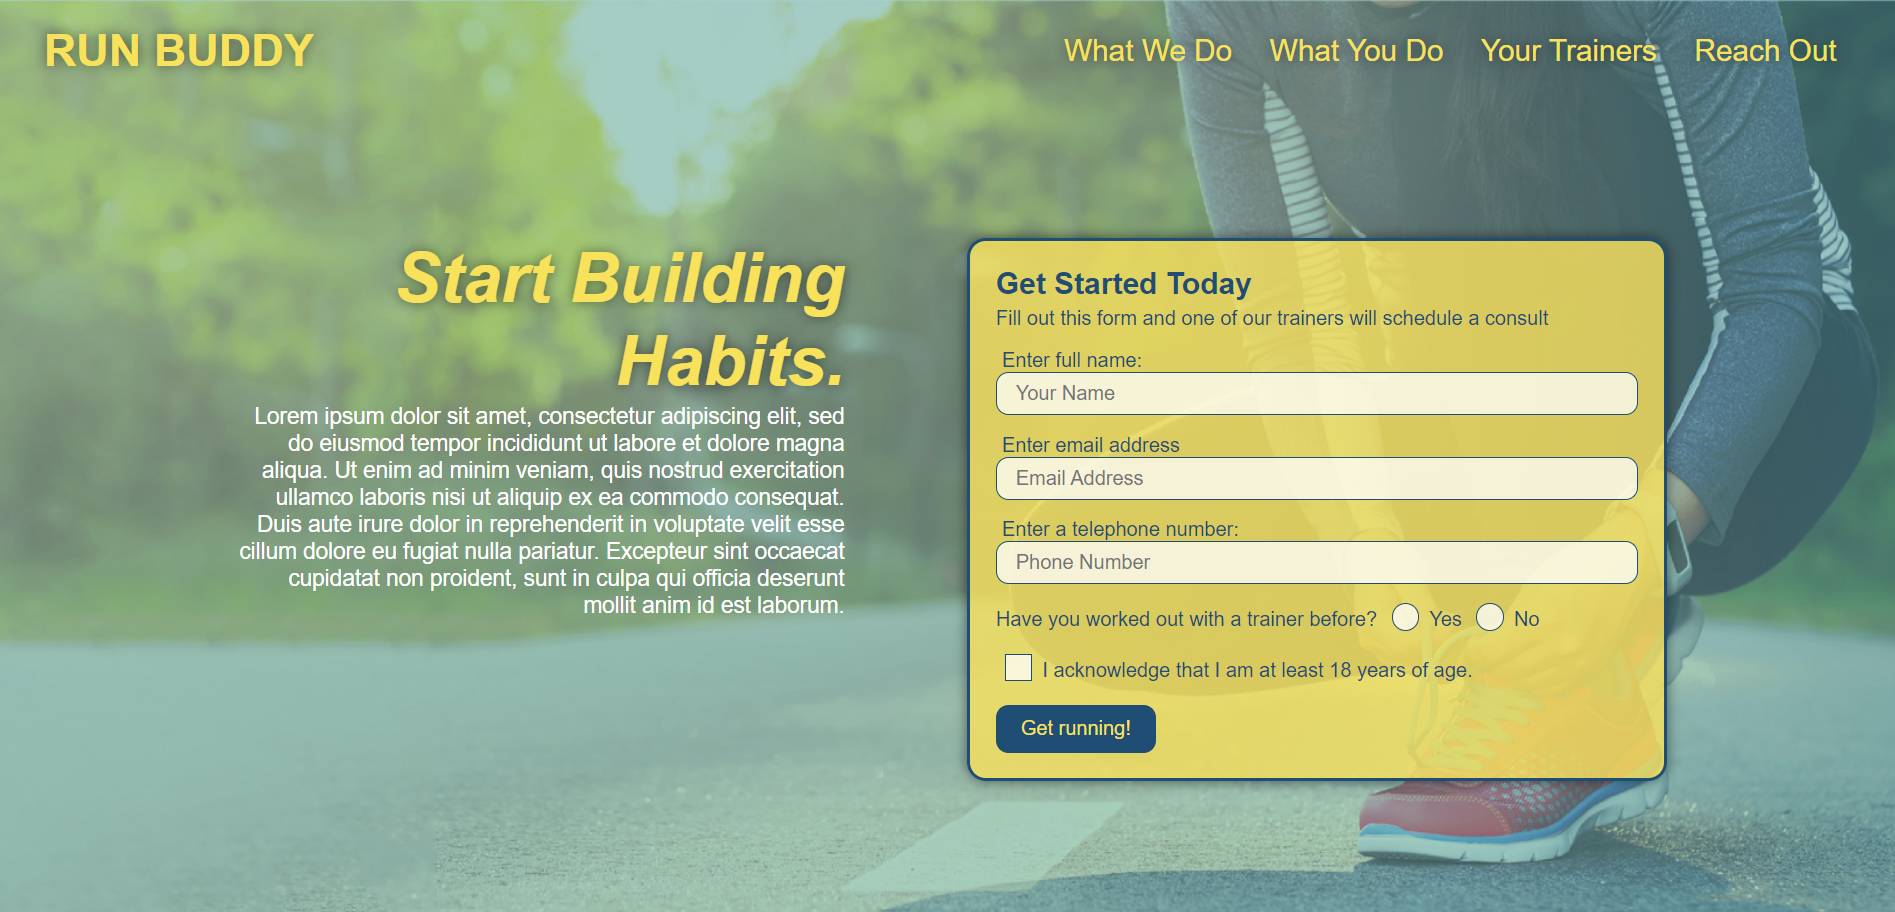 RUN BUDDY
What We Do
What You Do
Your Trainers
Reach Out
Start Building
Habits.
Lorem ipsum dolor sit amet, consectetur adipiscing elit, sed
do eiusmod tempor incididunt ut labore et dolore magna
aliqua. Ut enim ad minim veniam, quis nostrud exercitation
ullamco laboris nisi ut aliquip ex ea commodo consequat.
Duis aute irure dolor in reprehenderit in voluptate velit esse
cillum dolore eu fugiat nulla pariatur. Excepteur sint occaecat
cupidatat non proident, sunt in culpa qui officia deserunt
mollit anim id est laborum.
Get Started Today
Fill out this form and one of our trainers will schedule a consult
Enter full name:
Your Name
Enter email address
Email Address
Enter a telephone number:
Phone Number
Have you worked out with a trainer before? Yes No
I acknowledge that I am at least 18 years of age.
Get running!